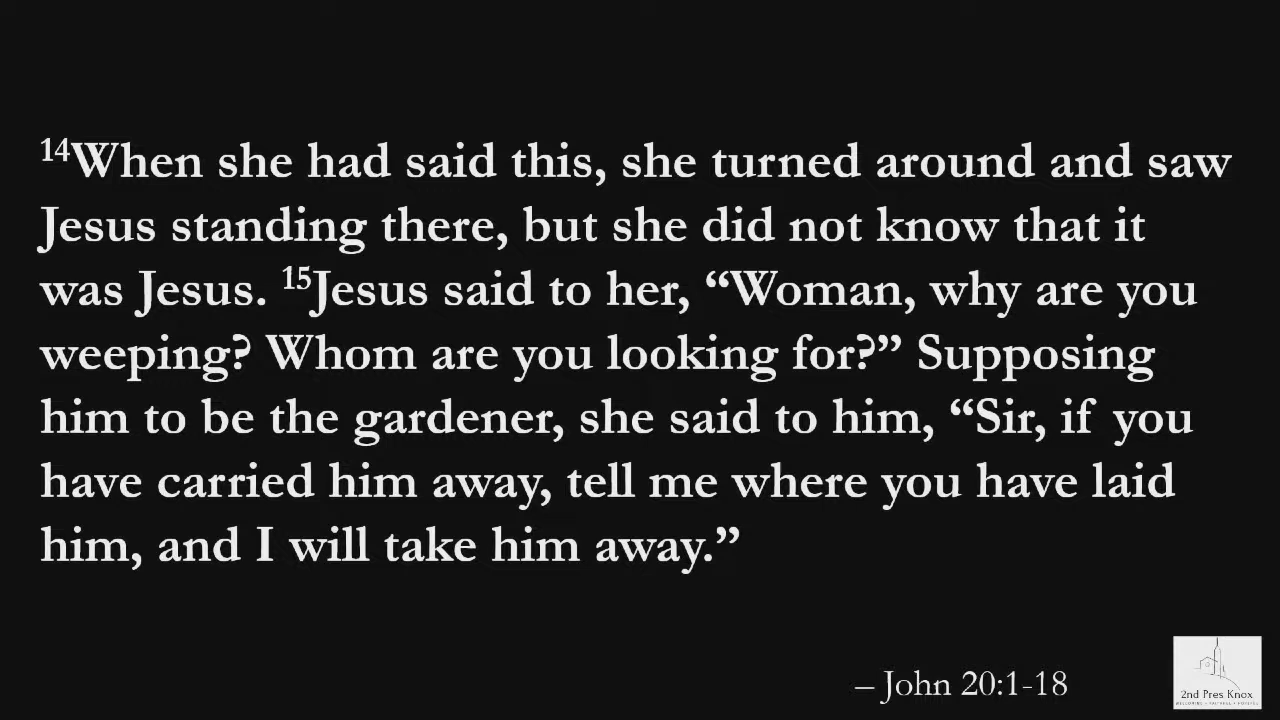 ¹⁴When she had said this, she turned around and saw
Jesus standing there, but she did not know that it
was Jesus. ¹⁵Jesus said to her, “Woman, why are you
weeping? Whom are you looking for?” Supposing
him to be the gardener, she said to him, “Sir, if you
have carried him away, tell me where you have laid
him, and I will take him away.”
– John 20:1-18
2nd Pres Knox